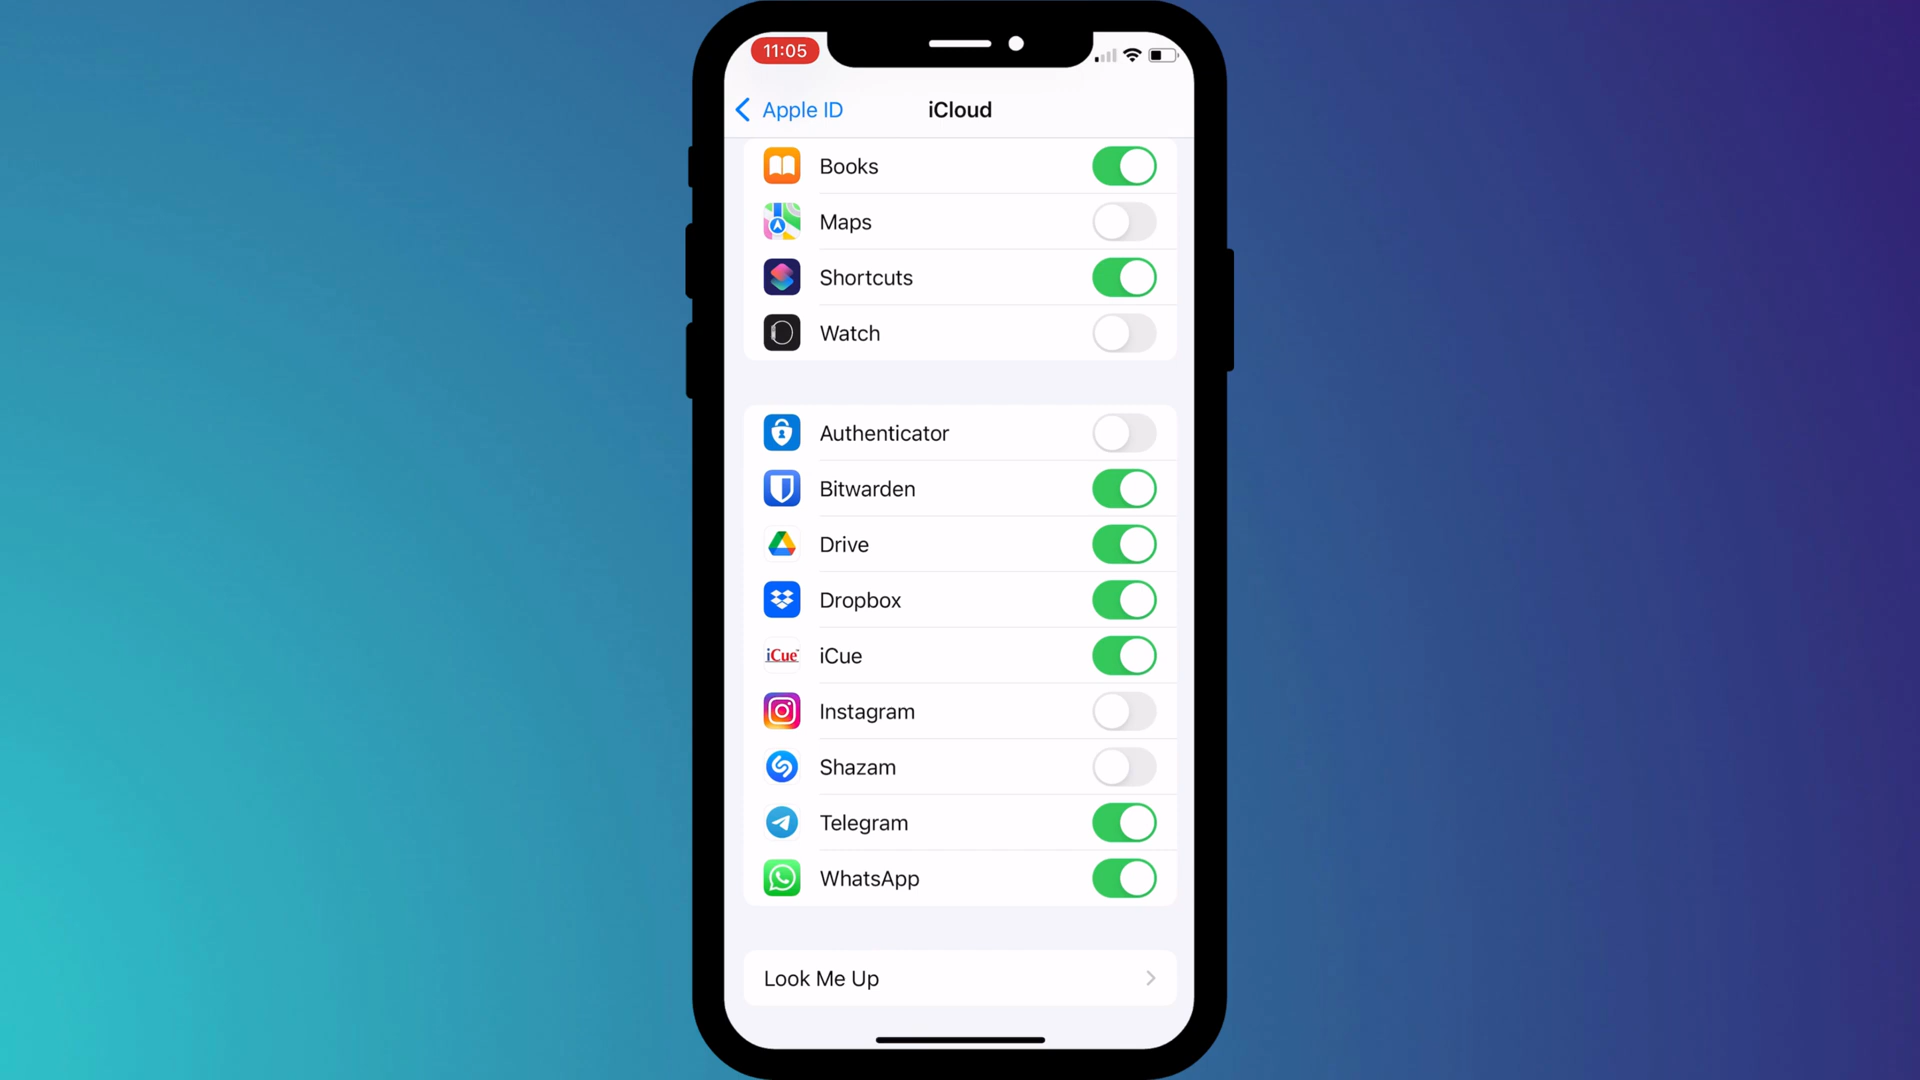 11:05
Apple ID
iCloud
Books
Maps
Shortcuts
Watch
Authenticator
Bitwarden
Drive
Dropbox
iCue
iCue
Instagram
Shazam
Telegram
WhatsApp
Look Me Up